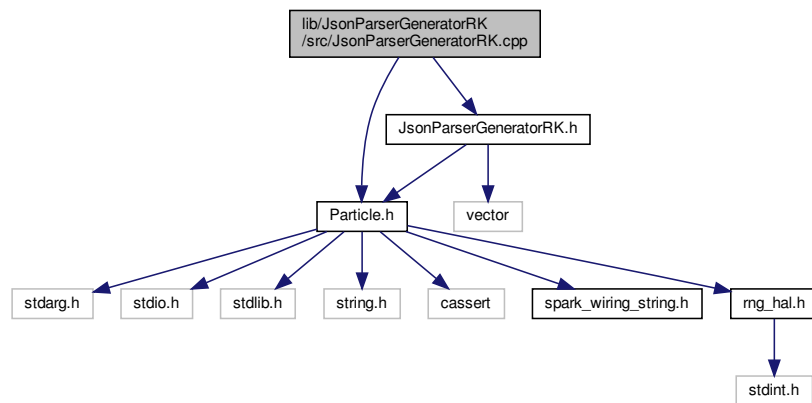 lib/JsonParserGeneratorRK
/src/JsonParserGeneratorRK.cpp
JsonParserGeneratorRK.h
Particle.h
vector
stdarg.h
stdio.h
stdlib.h
string.h
cassert
spark_wiring_string.h
rng_hal.h
stdint.h